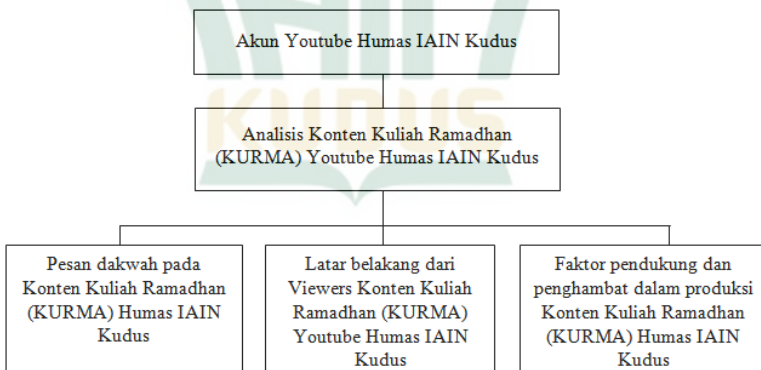 Akun Youtube Humas IAIN Kudus
KUDUS
Analisis Konten Kuliah Ramadhan
(KURMA) Youtube Humas IAIN Kudus
Pesan dakwah pada
Konten Kuliah Ramadhan
(KURMA) Humas IAIN
Kudus
Latar belakang dari
Viewers Konten Kuliah
Ramadhan (KURMA)
Youtube Humas IAIN
Kudus
Faktor pendukung dan
penghambat dalam produksi
Konten Kuliah Ramadhan
(KURMA) Humas IAIN
Kudus